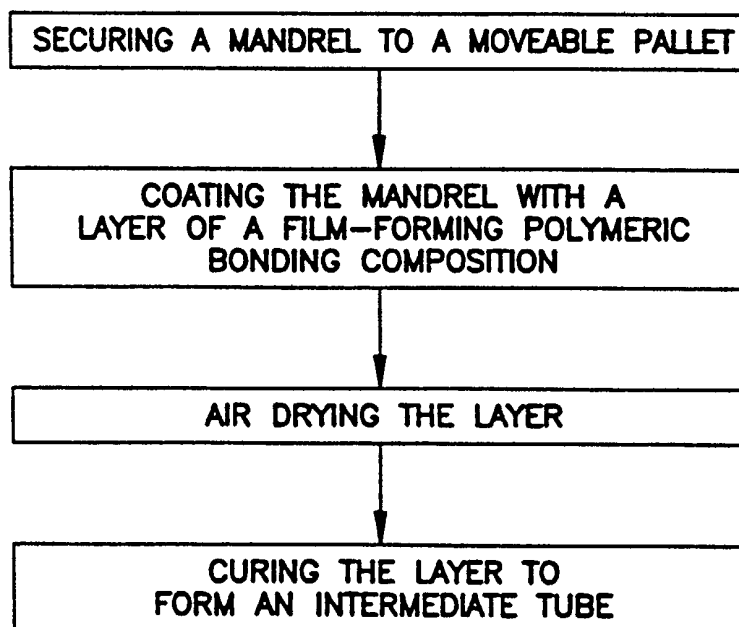 SECURING A MANDREL TO A MOVEABLE PALLET
COATING THE MANDREL WITH A
LAYER OF A FILM-FORMING POLYMERIC
BONDING COMPOSITION
AIR DRYING THE LAYER
CURING THE LAYER TO
FORM AN INTERMEDIATE TUBE